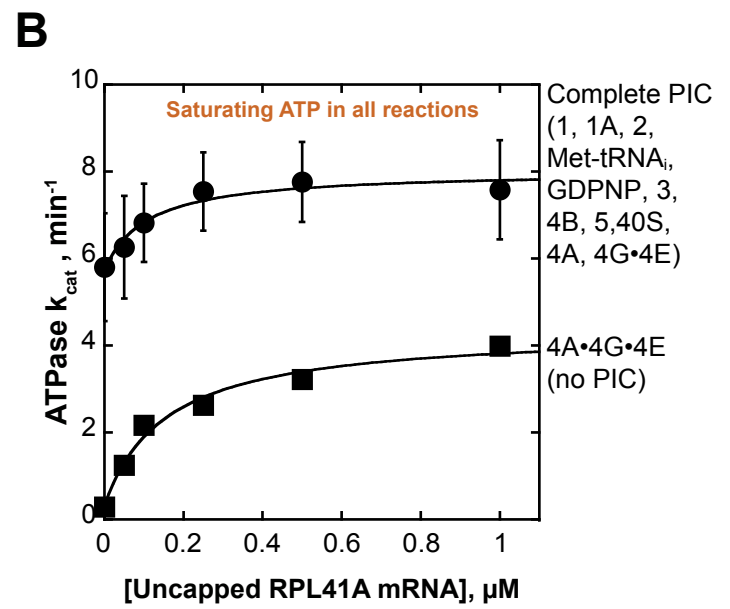 B
10
8
6
4
2
0
ATPase k_cat , min⁻¹
Saturating ATP in all reactions
Complete PIC
(1, 1A, 2,
Met-tRNAᵢ,
GDPNP, 3,
4B, 5,40S,
4A, 4G•4E)
4A•4G•4E
(no PIC)
0
0.2
0.4
0.6
0.8
1
[Uncapped RPL41A mRNA], µM